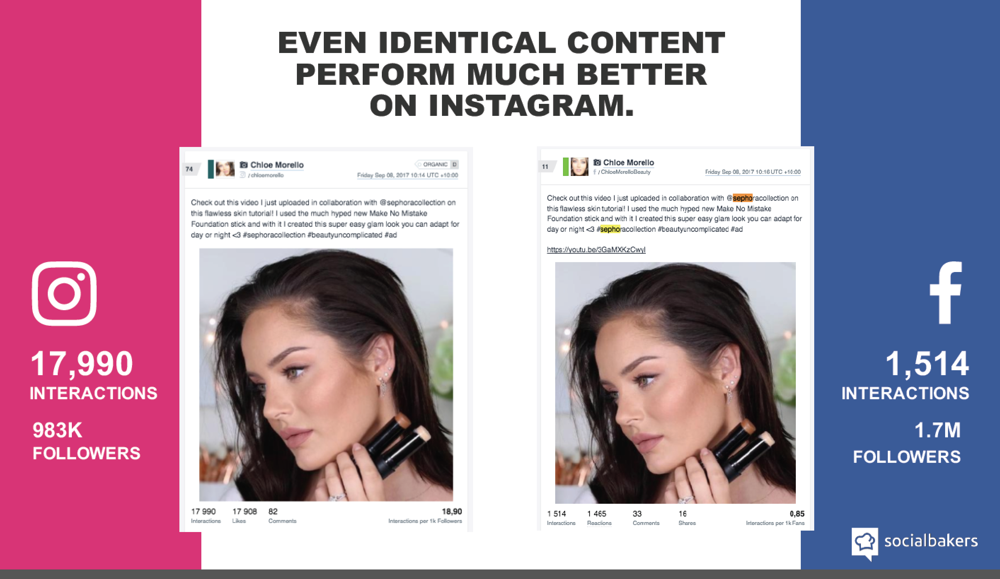 EVEN IDENTICAL CONTENT
PERFORM MUCH BETTER
ON INSTAGRAM.
17,990
INTERACTIONS
983K
FOLLOWERS
74
Chloe Morello
/chloemorello
ORGANIC D
Friday Sep 08, 2017 10:14 UTC +10:00
Check out this video I just uploaded in collaboration with @sephoracollection on
this flawless skin tutorial! I used the much hyped new Make No Mistake
Foundation stick and with it I created this super easy glam look you can adapt for
day or night <3 #sephoracollection #beautyuncomplicated #ad
17 990 17 908 82 18,90
Interactions Likes Comments Interactions per 1k Followers
11
Chloe Morello
f /ChloeMorelloBeauty
Friday Sep 08, 2017 10:16 UTC +10:00
Check out this video I just uploaded in collaboration with @sephoracollection on
this flawless skin tutorial! I used the much hyped new Make No Mistake
Foundation stick and with it I created this super easy glam look you can adapt for
day or night <3 #sephoracollection #beautyuncomplicated #ad
https://youtu.be/3GaMXKzCwyI
1 514 1 465 33 16 0,85
Interactions Reactions Comments Shares Interactions per 1k Fans
f
1,514
INTERACTIONS
1.7M
FOLLOWERS
socialbakers